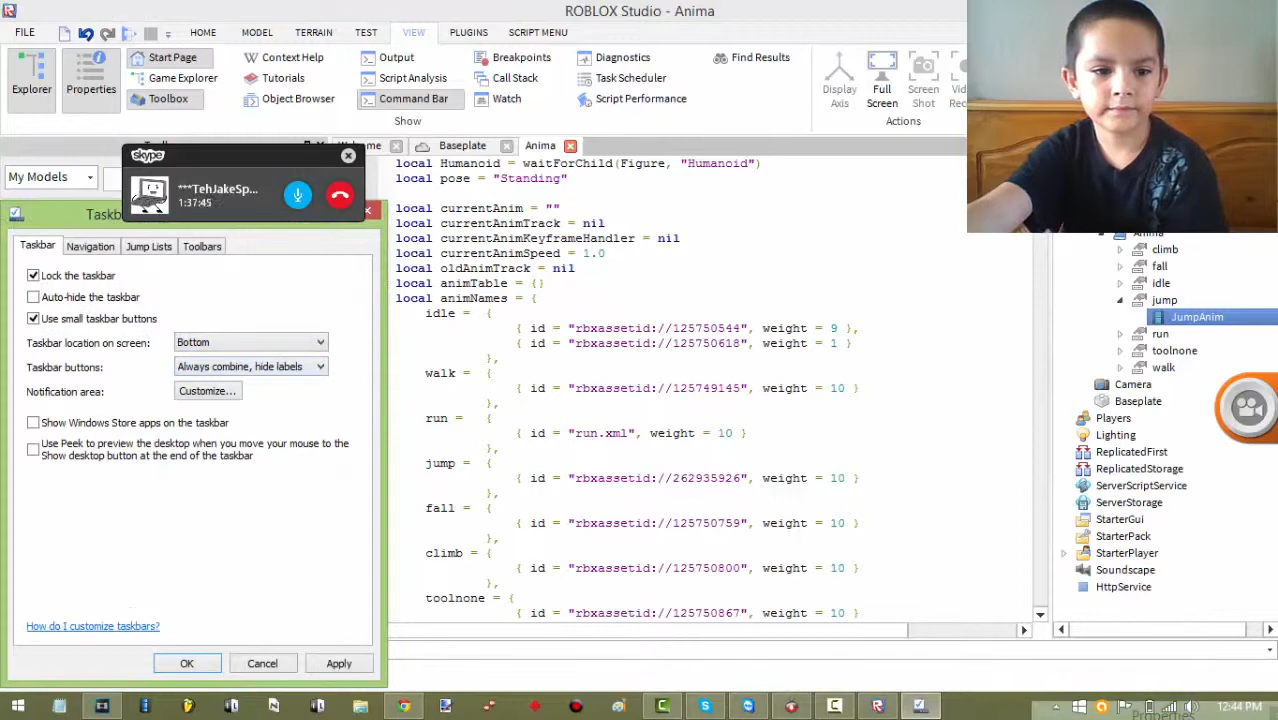 ROBLOX Studio - Anima
FILE HOME MODEL TERRAIN TEST VIEW PLUGINS SCRIPT MENU
Explorer
Properties
Start Page
Game Explorer
Toolbox
Context Help
Tutorials
Object Browser
Output
Script Analysis
Command Bar
Breakpoints
Call Stack
Watch
Diagnostics
Task Scheduler
Script Performance
Find Results
Show
Display Axis
Full Screen
Screen Shot
Actions
Baseplate
Anima
My Models
skype
***TehJakeSp...
1:37:45
Taskbar Navigation Jump Lists Toolbars
Lock the taskbar
Auto-hide the taskbar
Use small taskbar buttons
Taskbar location on screen: Bottom
Taskbar buttons: Always combine, hide labels
Notification area: Customize...
Show Windows Store apps on the taskbar
Use Peek to preview the desktop when you move your mouse to the
Show desktop button at the end of the taskbar
How do I customize taskbars?
OK Cancel Apply
local Humanoid = waitForChild(Figure, "Humanoid")
local pose = "Standing"
local currentAnim = ""
local currentAnimTrack = nil
local currentAnimKeyframeHandler = nil
local currentAnimSpeed = 1.0
local oldAnimTrack = nil
local animTable = {}
local animNames = {
idle = {
{ id = "rbxassetid://125750544", weight = 9 },
{ id = "rbxassetid://125750618", weight = 1 }
},
walk = {
{ id = "rbxassetid://125749145", weight = 10 }
},
run = {
{ id = "run.xml", weight = 10 }
},
jump = {
{ id = "rbxassetid://262935926", weight = 10 }
},
fall = {
{ id = "rbxassetid://125750759", weight = 10 }
},
climb = {
{ id = "rbxassetid://125750800", weight = 10 }
},
toolnone = {
{ id = "rbxassetid://125750867", weight = 10 }
climb
fall
idle
jump
JumpAnim
run
toolnone
walk
Camera
Baseplate
Players
Lighting
ReplicatedFirst
ReplicatedStorage
ServerScriptService
ServerStorage
StarterGui
StarterPack
StarterPlayer
Soundscape
HttpService
12:44 PM
Properties